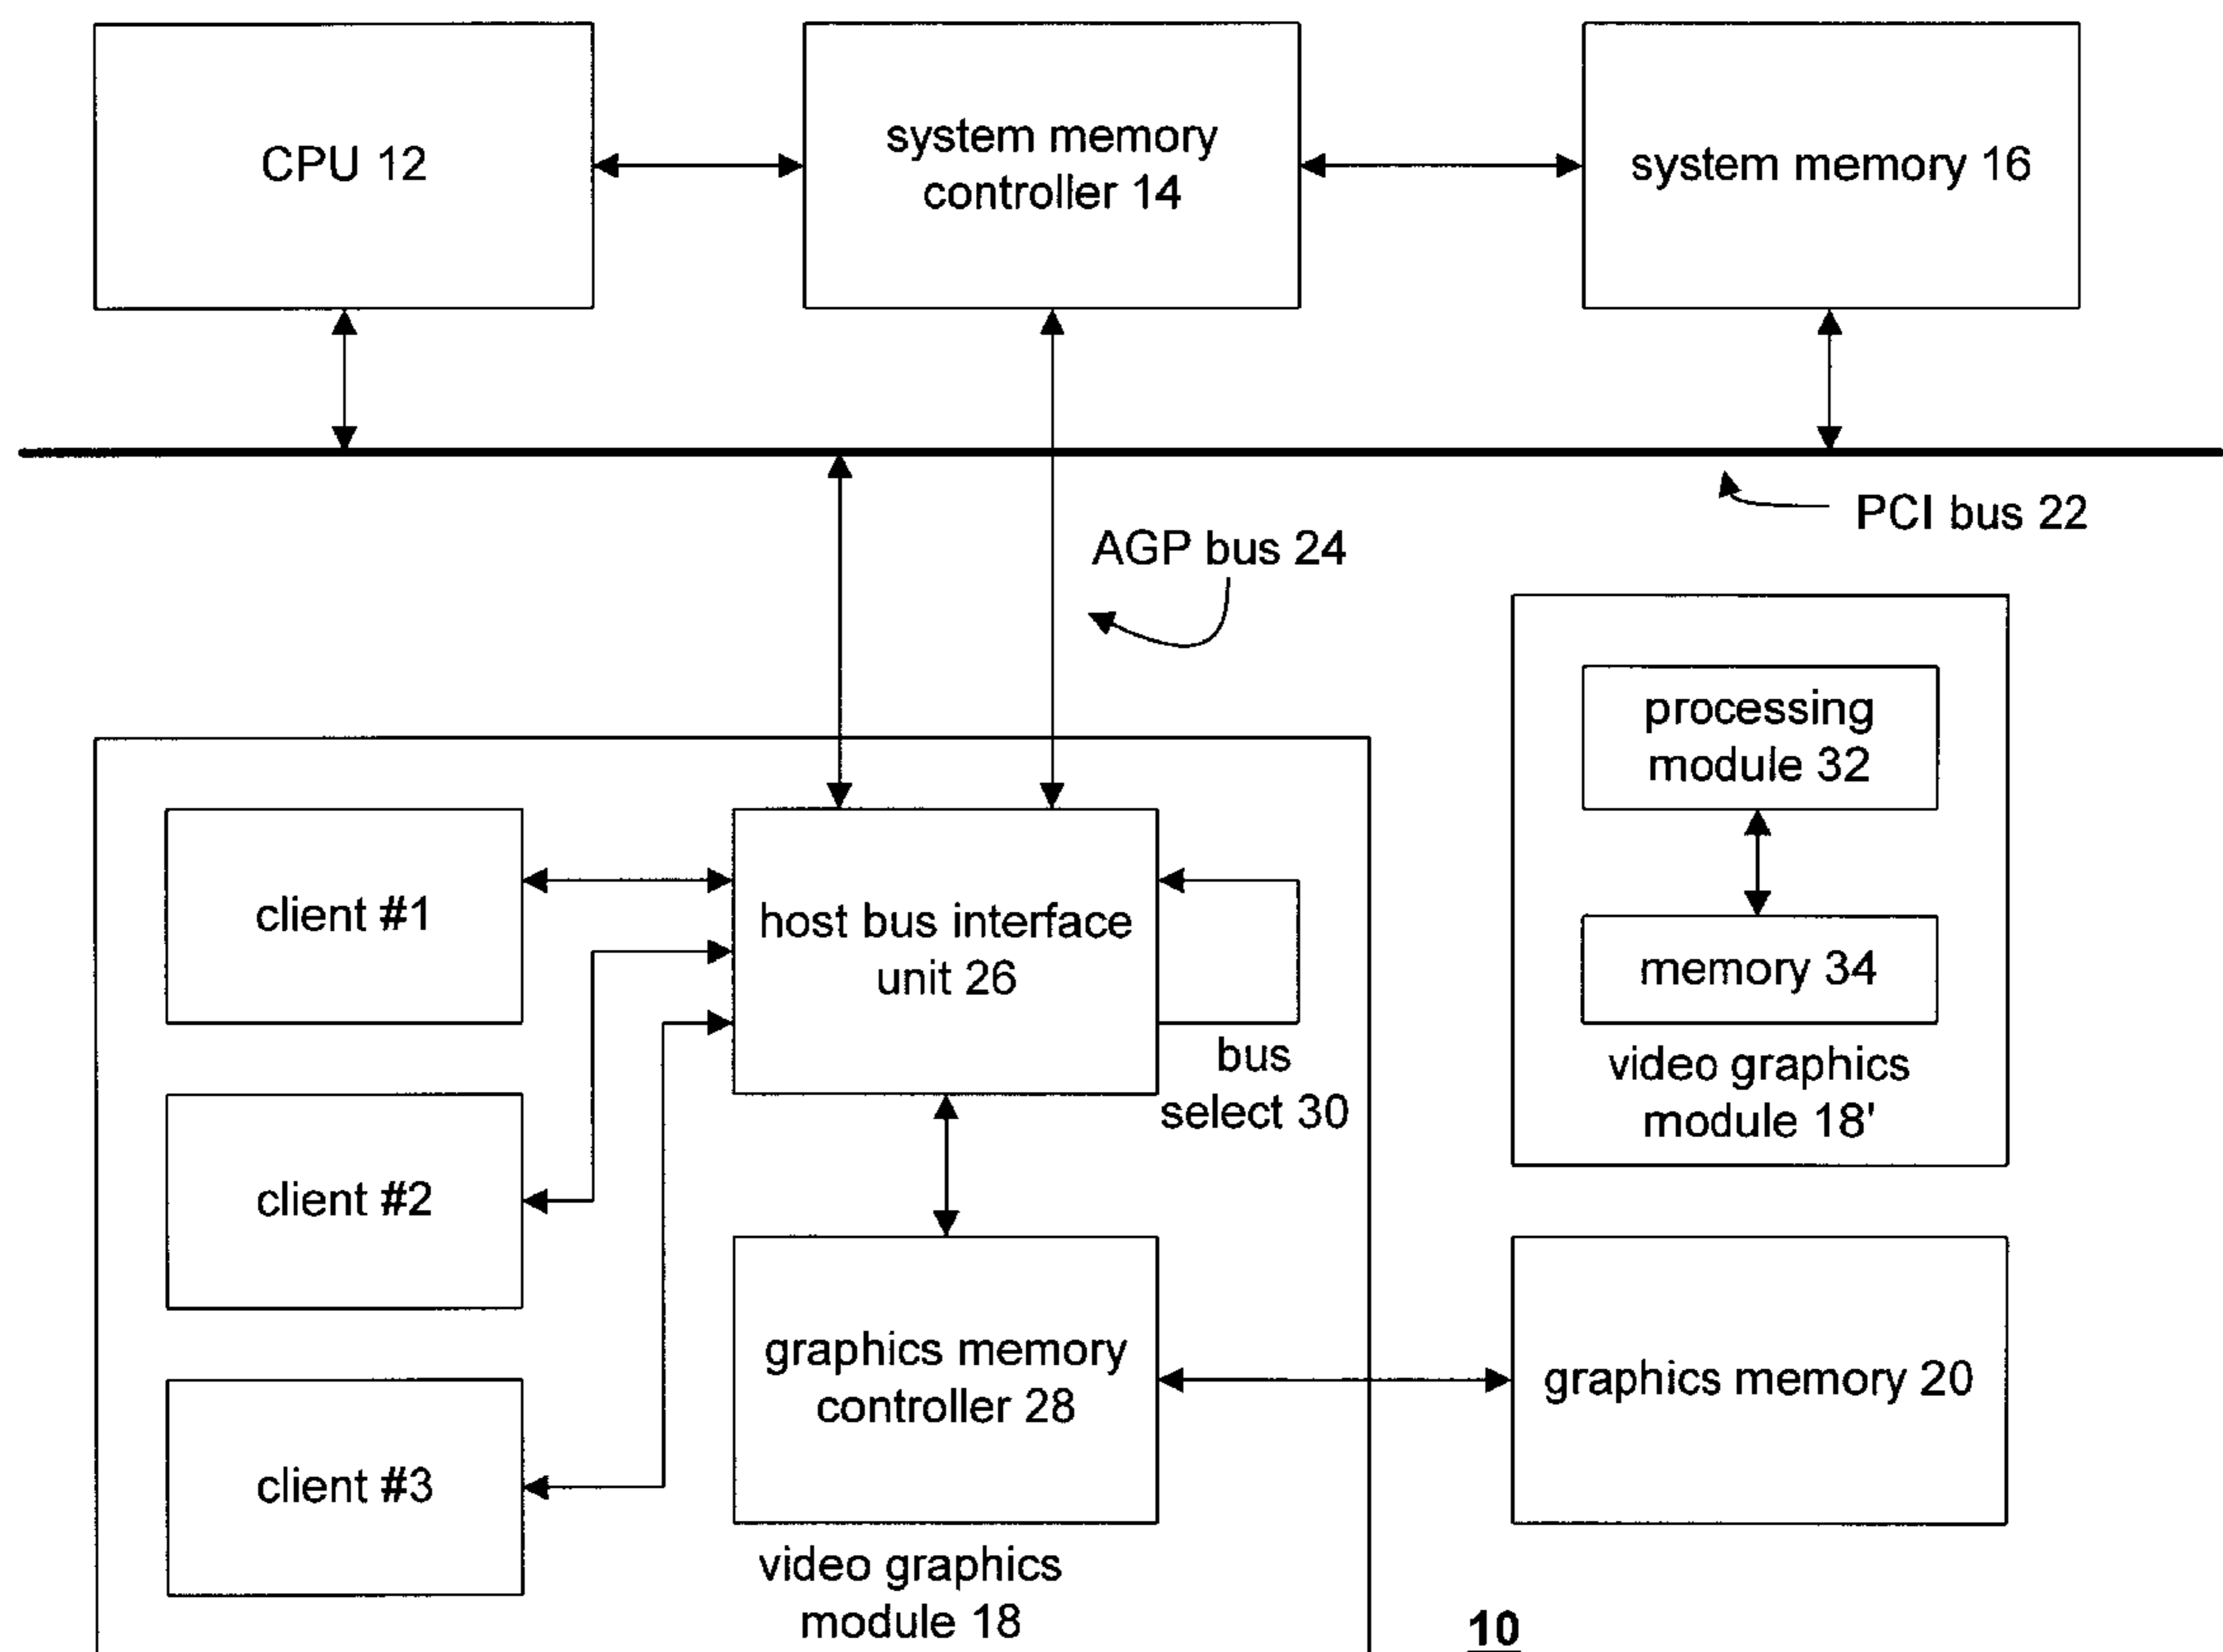 CPU 12
system memory
controller 14
system memory 16
PCI bus 22
AGP bus 24
processing
module 32
memory 34
video graphics
module 18'
client #1
host bus interface
unit 26
bus
select 30
client #2
graphics memory
controller 28
graphics memory 20
client #3
video graphics
module 18
10